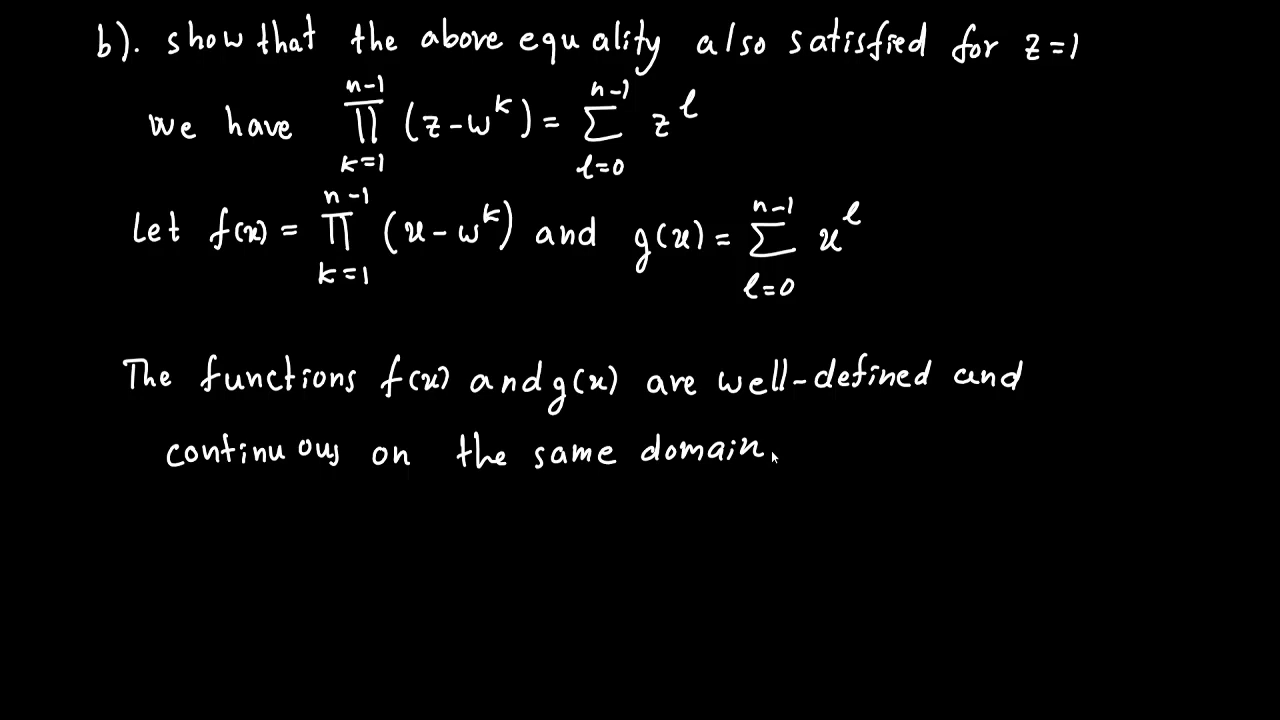 b). show that the above equality also satisfied for z=1
we have ∏_{k=1}^{n-1} (z-w^k) = ∑_{l=0}^{n-1} z^l
Let f(x) = ∏_{k=1}^{n-1} (x-w^k) and g(x) = ∑_{l=0}^{n-1} x^l
The functions f(x) and g(x) are well-defined and
continuous on the same domain.